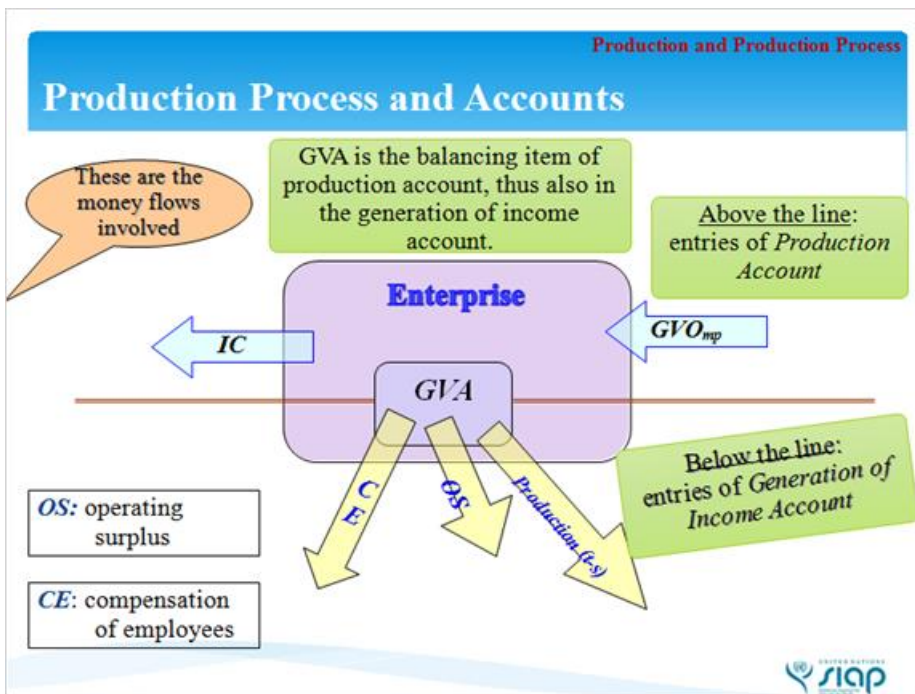 Production and Production Process
Production Process and Accounts
These are the
money flows
involved
GVA is the balancing item of
production account, thus also in
the generation of income
account.
Above the line:
entries of Production
Account
Enterprise
IC
GVOmp
GVA
CE
OS
Production (t-s)
Below the line:
entries of Generation of
Income Account
OS: operating
surplus
CE: compensation
of employees
UNITED NATIONS
SIAP